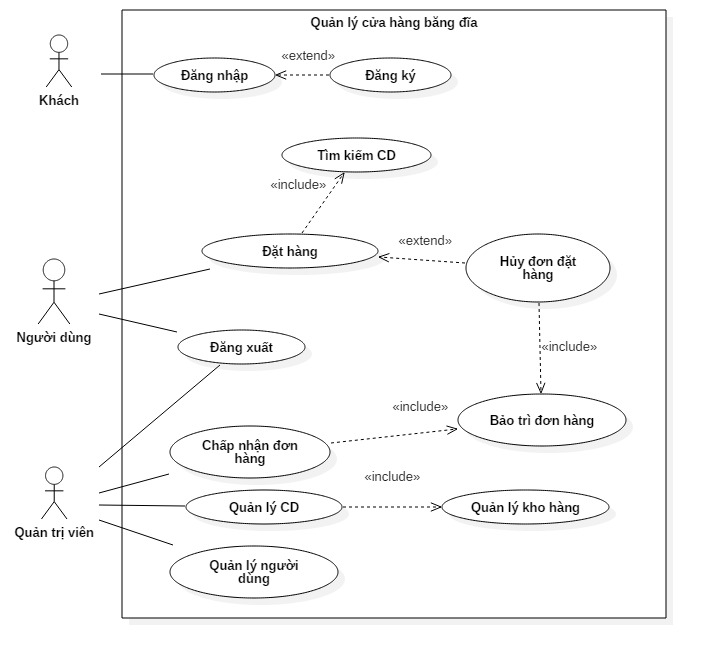 Quản lý cửa hàng băng đĩa
«extend»
Đăng nhập
Đăng ký
Khách
Tìm kiếm CD
«include»
Đặt hàng
«extend»
Hủy đơn đặt
hàng
Người dùng
Đăng xuất
«include»
«include»
Bảo trì đơn hàng
Chấp nhận đơn
hàng
«include»
Quản lý CD
Quản lý kho hàng
Quản trị viên
Quản lý người
dùng